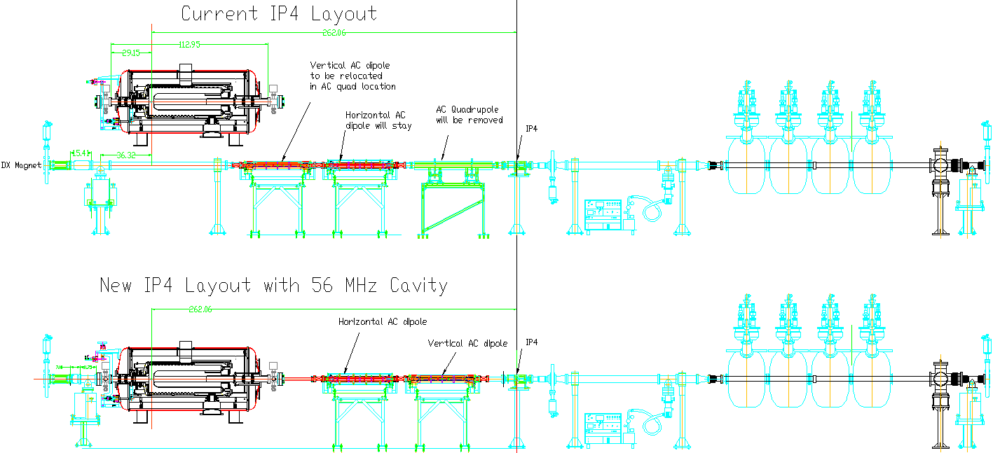 Current IP4 Layout
262.06
112.95
29.15
Vertical AC dipole
to be relocated
in AC quad location
Horizontal AC
dipole will stay
AC Quadrupole
will be removed
IP4
15.41
36.32
DX Magnet
New IP4 Layout with 56 MHz Cavity
262.06
Horizontal AC dipole
Vertical AC dipole
IP4